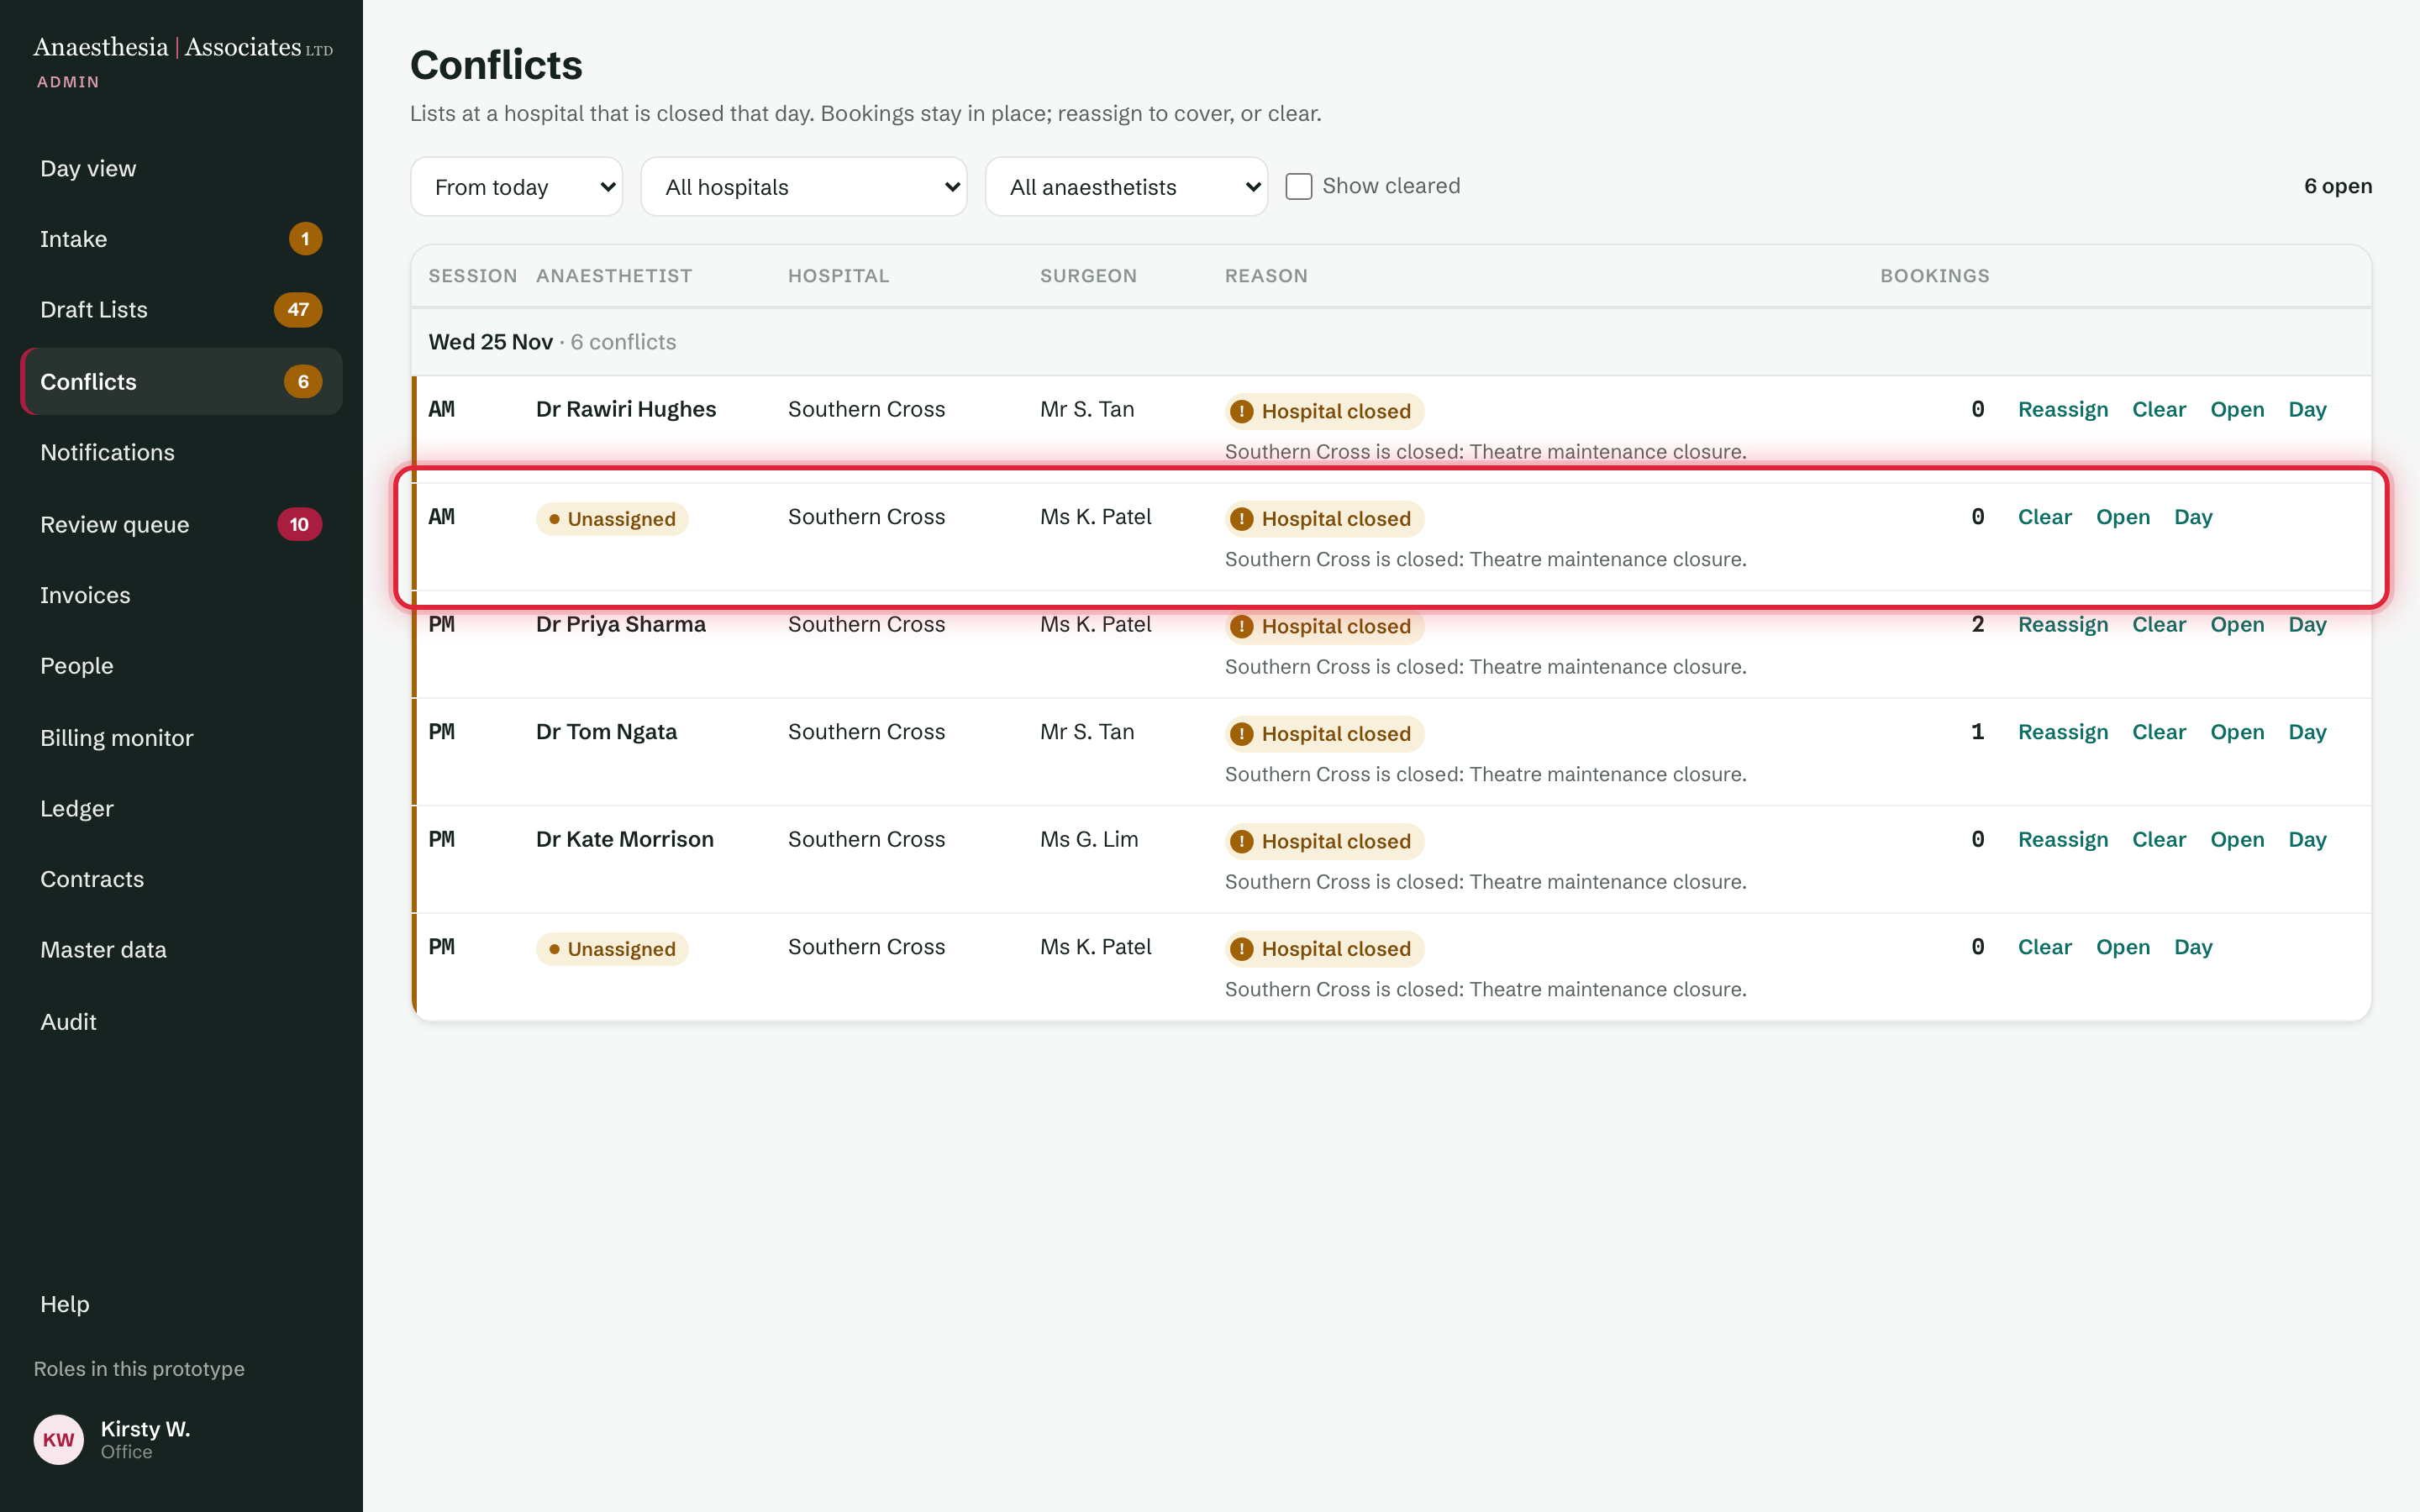 Anaesthesia | Associates LTD
ADMIN
Day view
Intake 1
Draft Lists 47
Conflicts 6
Notifications
Review queue 10
Invoices
People
Billing monitor
Ledger
Contracts
Master data
Audit
Help
Roles in this prototype
KW
Kirsty W.
Office
Conflicts
Lists at a hospital that is closed that day. Bookings stay in place; reassign to cover, or clear.
From today All hospitals All anaesthetists Show cleared 6 open
SESSION ANAESTHETIST HOSPITAL SURGEON REASON BOOKINGS
Wed 25 Nov · 6 conflicts
AM Dr Rawiri Hughes Southern Cross Mr S. Tan ! Hospital closed 0 Reassign Clear Open Day
Southern Cross is closed: Theatre maintenance closure.
AM Unassigned Southern Cross Ms K. Patel ! Hospital closed 0 Clear Open Day
Southern Cross is closed: Theatre maintenance closure.
PM Dr Priya Sharma Southern Cross Ms K. Patel ! Hospital closed 2 Reassign Clear Open Day
Southern Cross is closed: Theatre maintenance closure.
PM Dr Tom Ngata Southern Cross Mr S. Tan ! Hospital closed 1 Reassign Clear Open Day
Southern Cross is closed: Theatre maintenance closure.
PM Dr Kate Morrison Southern Cross Ms G. Lim ! Hospital closed 0 Reassign Clear Open Day
Southern Cross is closed: Theatre maintenance closure.
PM Unassigned Southern Cross Ms K. Patel ! Hospital closed 0 Clear Open Day
Southern Cross is closed: Theatre maintenance closure.